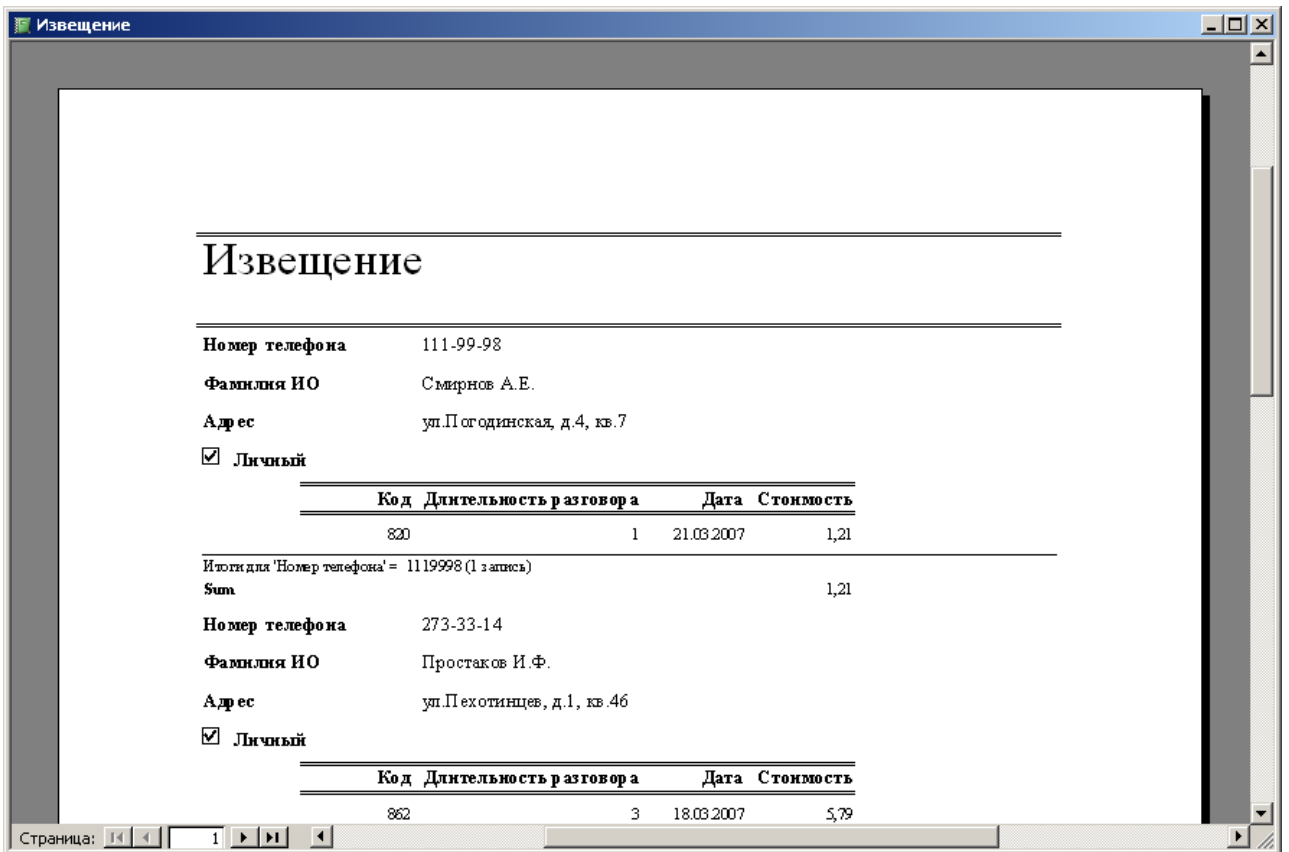 Извещение
Извещение
Номер телефона 111-99-98
Фамилия ИО Смирнов А.Е.
Адрес ул.Погодинская, д.4, кв.7
Личный
Код Длительность разговора Дата Стоимость
820 1 21.03.2007 1,21
Итоги для 'Номер телефона' = 1119998 (1 запись)
Sum 1,21
Номер телефона 273-33-14
Фамилия ИО Простаков И.Ф.
Адрес ул.Пехотинцев, д.1, кв.46
Личный
Код Длительность разговора Дата Стоимость
862 3 18.03.2007 5,79
Страница: 1